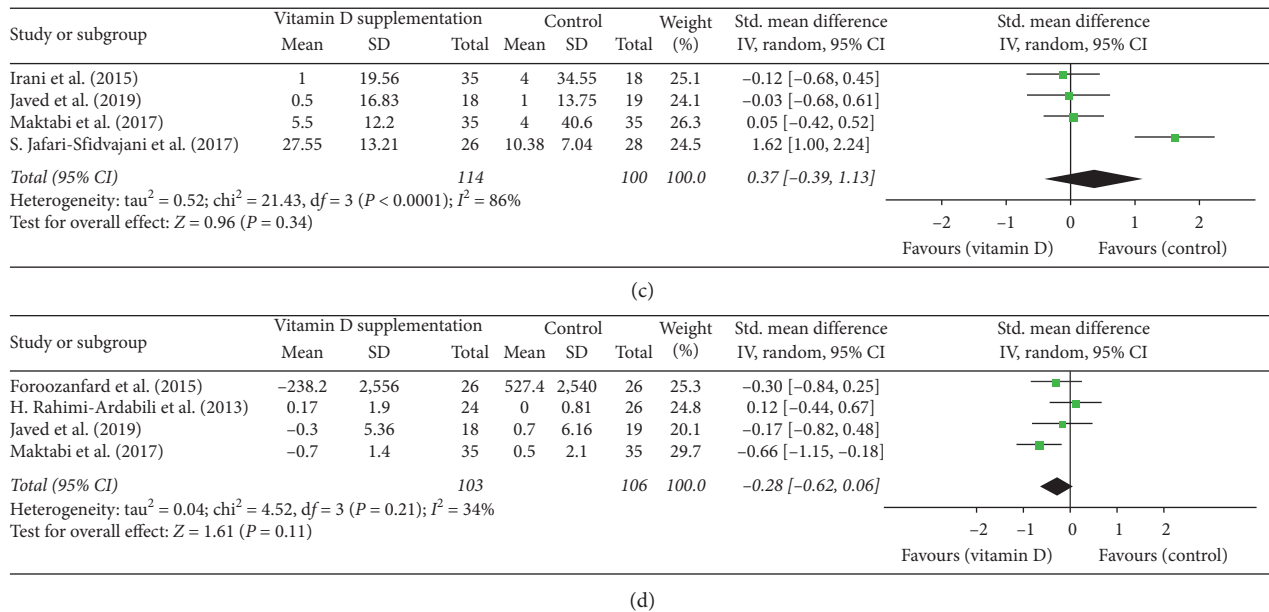 Study or subgroup Vitamin D supplementation Control Weight (%) Std. mean difference Std. mean difference
Mean SD Total Mean SD Total IV, random, 95% CI IV, random, 95% CI
Irani et al. (2015) 1 19.56 35 4 34.55 18 25.1 –0.12 [–0.68, 0.45]
Javed et al. (2019) 0.5 16.83 18 1 13.75 19 24.1 –0.03 [–0.68, 0.61]
Maktabi et al. (2017) 5.5 12.2 35 4 40.6 35 26.3 0.05 [–0.42, 0.52]
S. Jafari-Sfidvajani et al. (2017) 27.55 13.21 26 10.38 7.04 28 24.5 1.62 [1.00, 2.24]
Total (95% CI) 114 100 100.0 0.37 [–0.39, 1.13]
Heterogeneity: tau² = 0.52; chi² = 21.43, df = 3 (P < 0.0001); I² = 86%
Test for overall effect: Z = 0.96 (P = 0.34)
–2 –1 0 1 2
Favours (vitamin D) Favours (control)
(c)
Study or subgroup Vitamin D supplementation Control Weight (%) Std. mean difference Std. mean difference
Mean SD Total Mean SD Total IV, random, 95% CI IV, random, 95% CI
Foroozanfard et al. (2015) –238.2 2,556 26 527.4 2,540 26 25.3 –0.30 [–0.84, 0.25]
H. Rahimi-Ardabili et al. (2013) 0.17 1.9 24 0 0.81 26 24.8 0.12 [–0.44, 0.67]
Javed et al. (2019) –0.3 5.36 18 0.7 6.16 19 20.1 –0.17 [–0.82, 0.48]
Maktabi et al. (2017) –0.7 1.4 35 0.5 2.1 35 29.7 –0.66 [–1.15, –0.18]
Total (95% CI) 103 106 100.0 –0.28 [–0.62, 0.06]
Heterogeneity: tau² = 0.04; chi² = 4.52, df = 3 (P = 0.21); I² = 34%
Test for overall effect: Z = 1.61 (P = 0.11)
–2 –1 0 1 2
Favours (vitamin D) Favours (control)
(d)